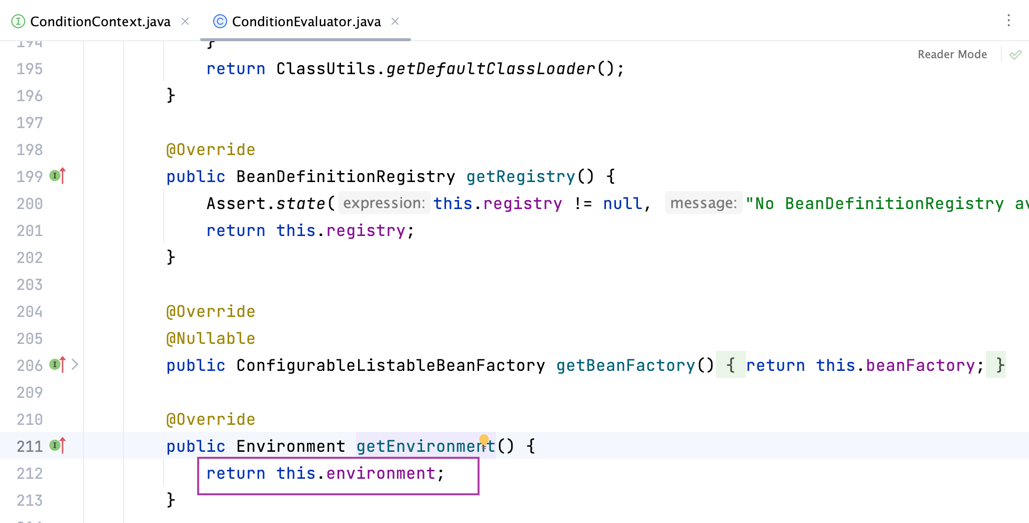 ConditionContext.java
ConditionEvaluator.java
Reader Mode
194 }
195 return ClassUtils.getDefaultClassLoader();
196 }
197
198 @Override
199 public BeanDefinitionRegistry getRegistry() {
200 Assert.state( expression: this.registry != null, message: "No BeanDefinitionRegistry av
201 return this.registry;
202 }
203
204 @Override
205 @Nullable
206 public ConfigurableListableBeanFactory getBeanFactory() { return this.beanFactory; }
209
210 @Override
211 public Environment getEnvironment() {
212 return this.environment;
213 }